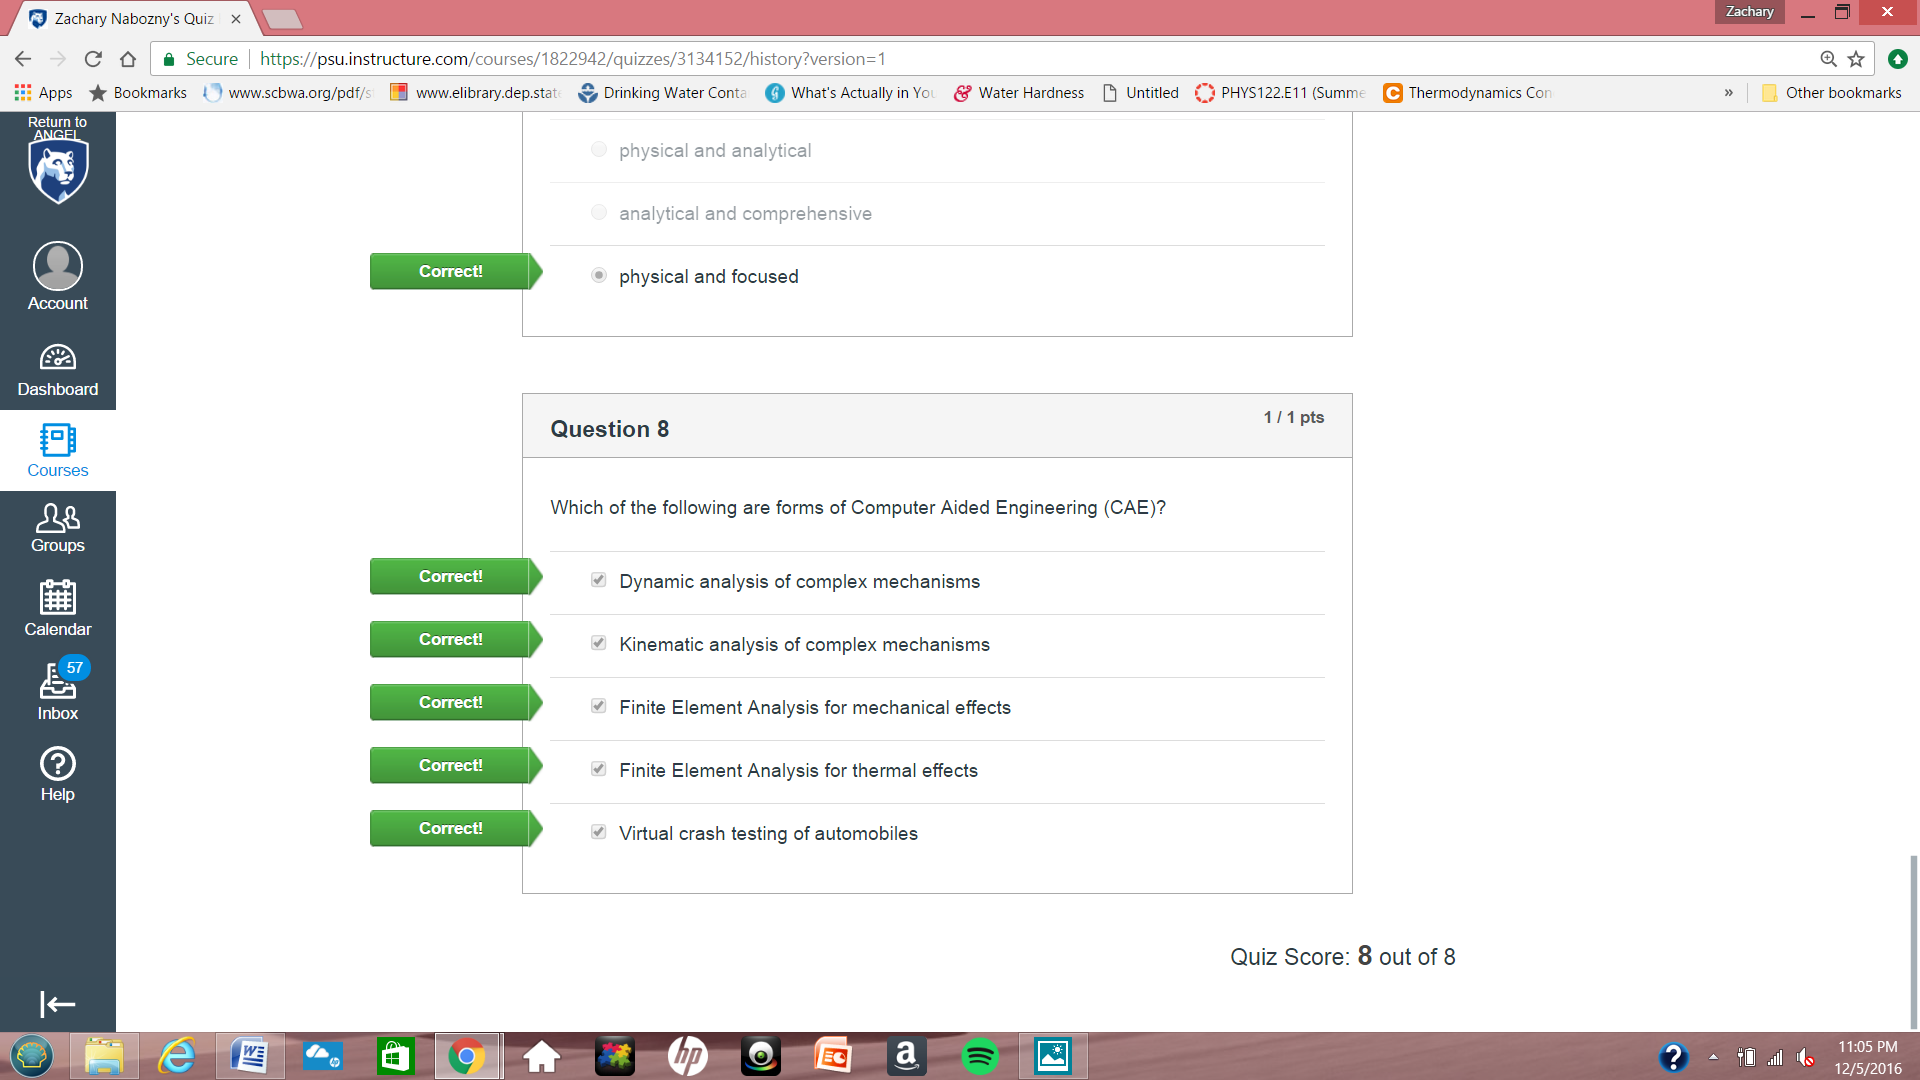 Zachary Nabozny's Quiz
Zachary
Secure
https://psu.instructure.com/courses/1822942/quizzes/3134152/history?version=1
Apps
Bookmarks
www.scbwa.org/pdf/s
www.elibrary.dep.stat
Drinking Water Conta
What's Actually in You
Water Hardness
Untitled
PHYS122.E11 (Summe
Thermodynamics Con
»
Other bookmarks
Return to
ANGEL
Account
Dashboard
Courses
Groups
Calendar
57
Inbox
Help
physical and analytical
analytical and comprehensive
Correct!
physical and focused
Question 8
1 / 1 pts
Which of the following are forms of Computer Aided Engineering (CAE)?
Correct!
Dynamic analysis of complex mechanisms
Correct!
Kinematic analysis of complex mechanisms
Correct!
Finite Element Analysis for mechanical effects
Correct!
Finite Element Analysis for thermal effects
Correct!
Virtual crash testing of automobiles
Quiz Score: 8 out of 8
11:05 PM
12/5/2016